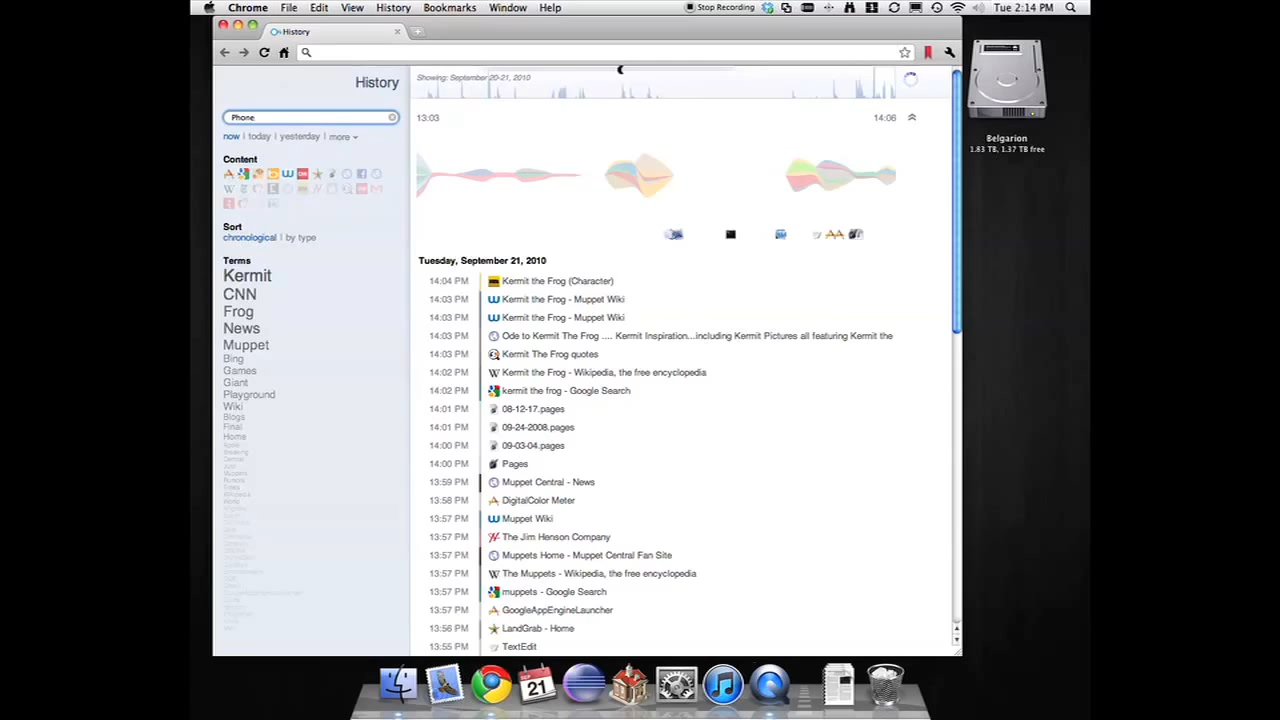 Chrome File Edit View History Bookmarks Window Help Stop Recording Tue 2:14 PM
History
History
Showing: September 20-21, 2010
Phone
13:03 14:06
now | today | yesterday | more
Content
Sort
chronological | by type
Terms
Kermit
CNN
Frog
News
Muppet
Bing
Games
Giant
Playground
Wiki
Blogs
Final
Home
Tuesday, September 21, 2010
14:04 PM Kermit the Frog (Character)
14:03 PM Kermit the Frog - Muppet Wiki
14:03 PM Kermit the Frog - Muppet Wiki
14:03 PM Ode to Kermit The Frog .... Kermit Inspiration...including Kermit Pictures all featuring Kermit the
14:03 PM Kermit The Frog quotes
14:02 PM Kermit the Frog - Wikipedia, the free encyclopedia
14:02 PM kermit the frog - Google Search
14:01 PM 08-12-17.pages
14:01 PM 09-24-2008.pages
14:00 PM 09-03-04.pages
14:00 PM Pages
13:59 PM Muppet Central - News
13:58 PM DigitalColor Meter
13:57 PM Muppet Wiki
13:57 PM The Jim Henson Company
13:57 PM Muppets Home - Muppet Central Fan Site
13:57 PM The Muppets - Wikipedia, the free encyclopedia
13:57 PM muppets - Google Search
13:57 PM GoogleAppEngineLauncher
13:56 PM LandGrab - Home
13:55 PM TextEdit
Belgarion
1.83 TB, 1.37 TB free
SEP
21